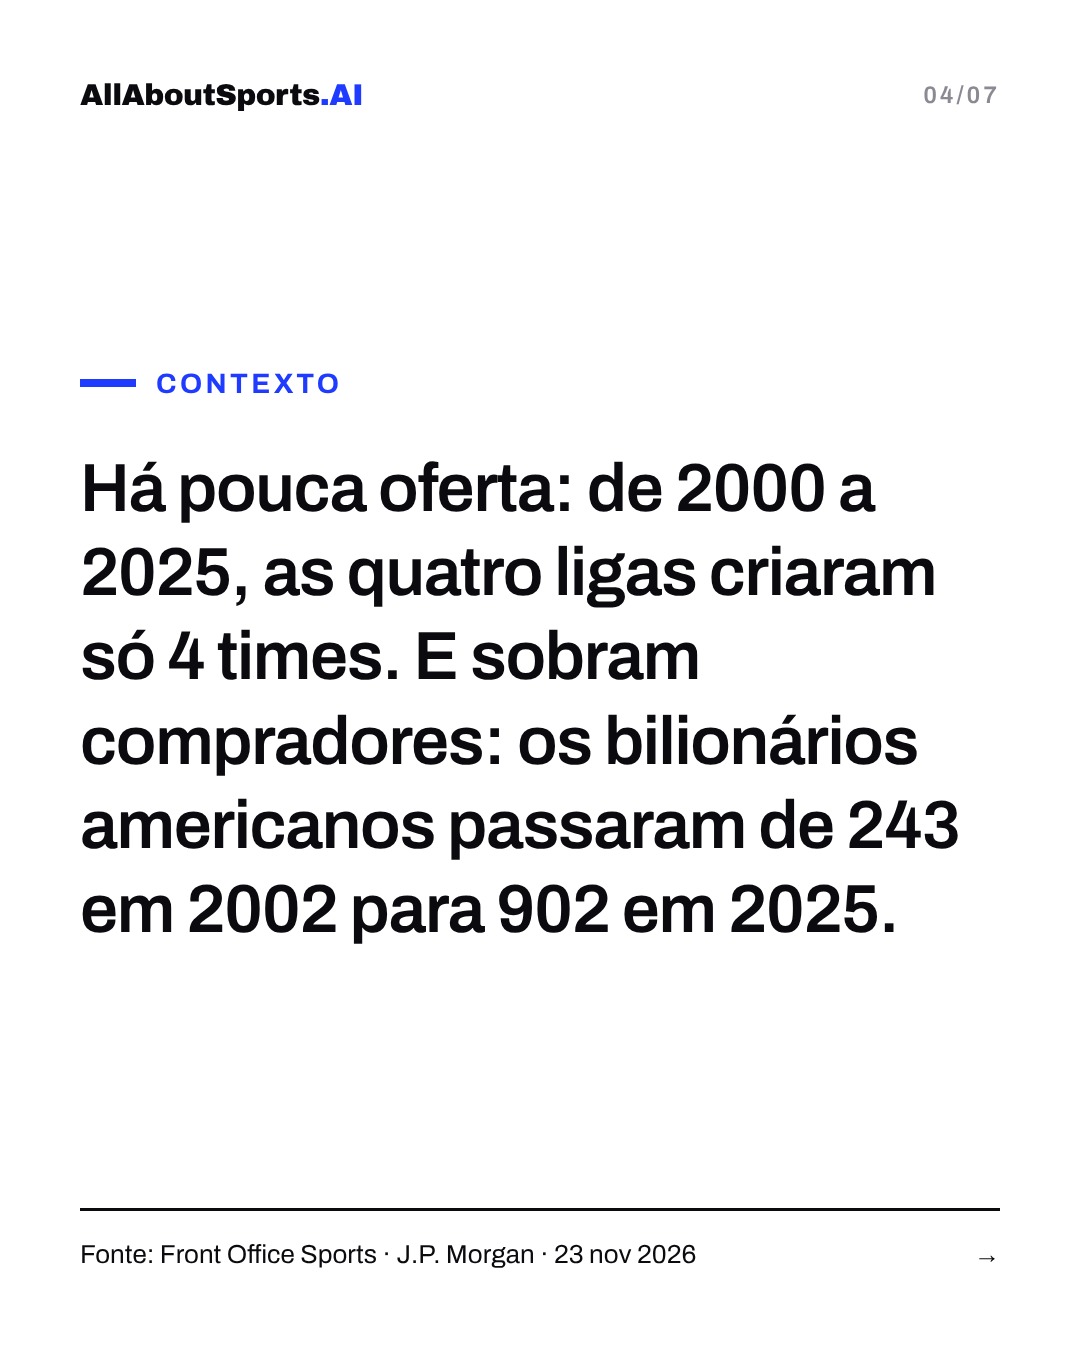 AllAboutSports.AI
04/07
CONTEXTO
Há pouca oferta: de 2000 a
2025, as quatro ligas criaram
só 4 times. E sobram
compradores: os bilionários
americanos passaram de 243
em 2002 para 902 em 2025.
Fonte: Front Office Sports · J.P. Morgan · 23 nov 2026
→